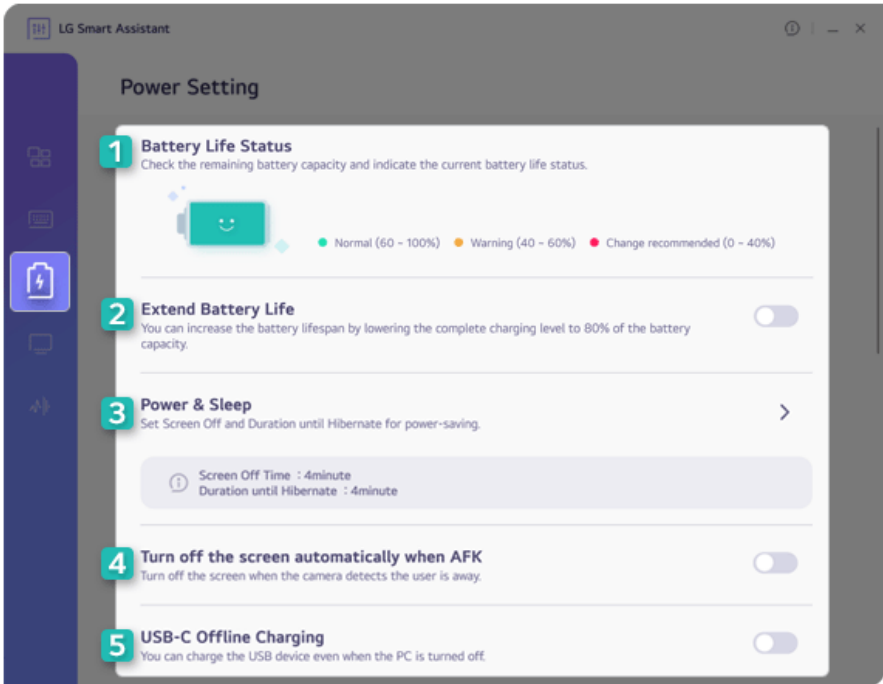 LG Smart Assistant
Power Setting
1
Battery Life Status
Check the remaining battery capacity and indicate the current battery life status.
Normal (60 ~ 100%) Warning (40 ~ 60%) Change recommended (0 ~ 40%)
2
Extend Battery Life
You can increase the battery lifespan by lowering the complete charging level to 80% of the battery
capacity.
3
Power & Sleep
Set Screen Off and Duration until Hibernate for power-saving.
Screen Off Time : 4minute
Duration until Hibernate : 4minute
4
Turn off the screen automatically when AFK
Turn off the screen when the camera detects the user is away.
5
USB-C Offline Charging
You can charge the USB device even when the PC is turned off.